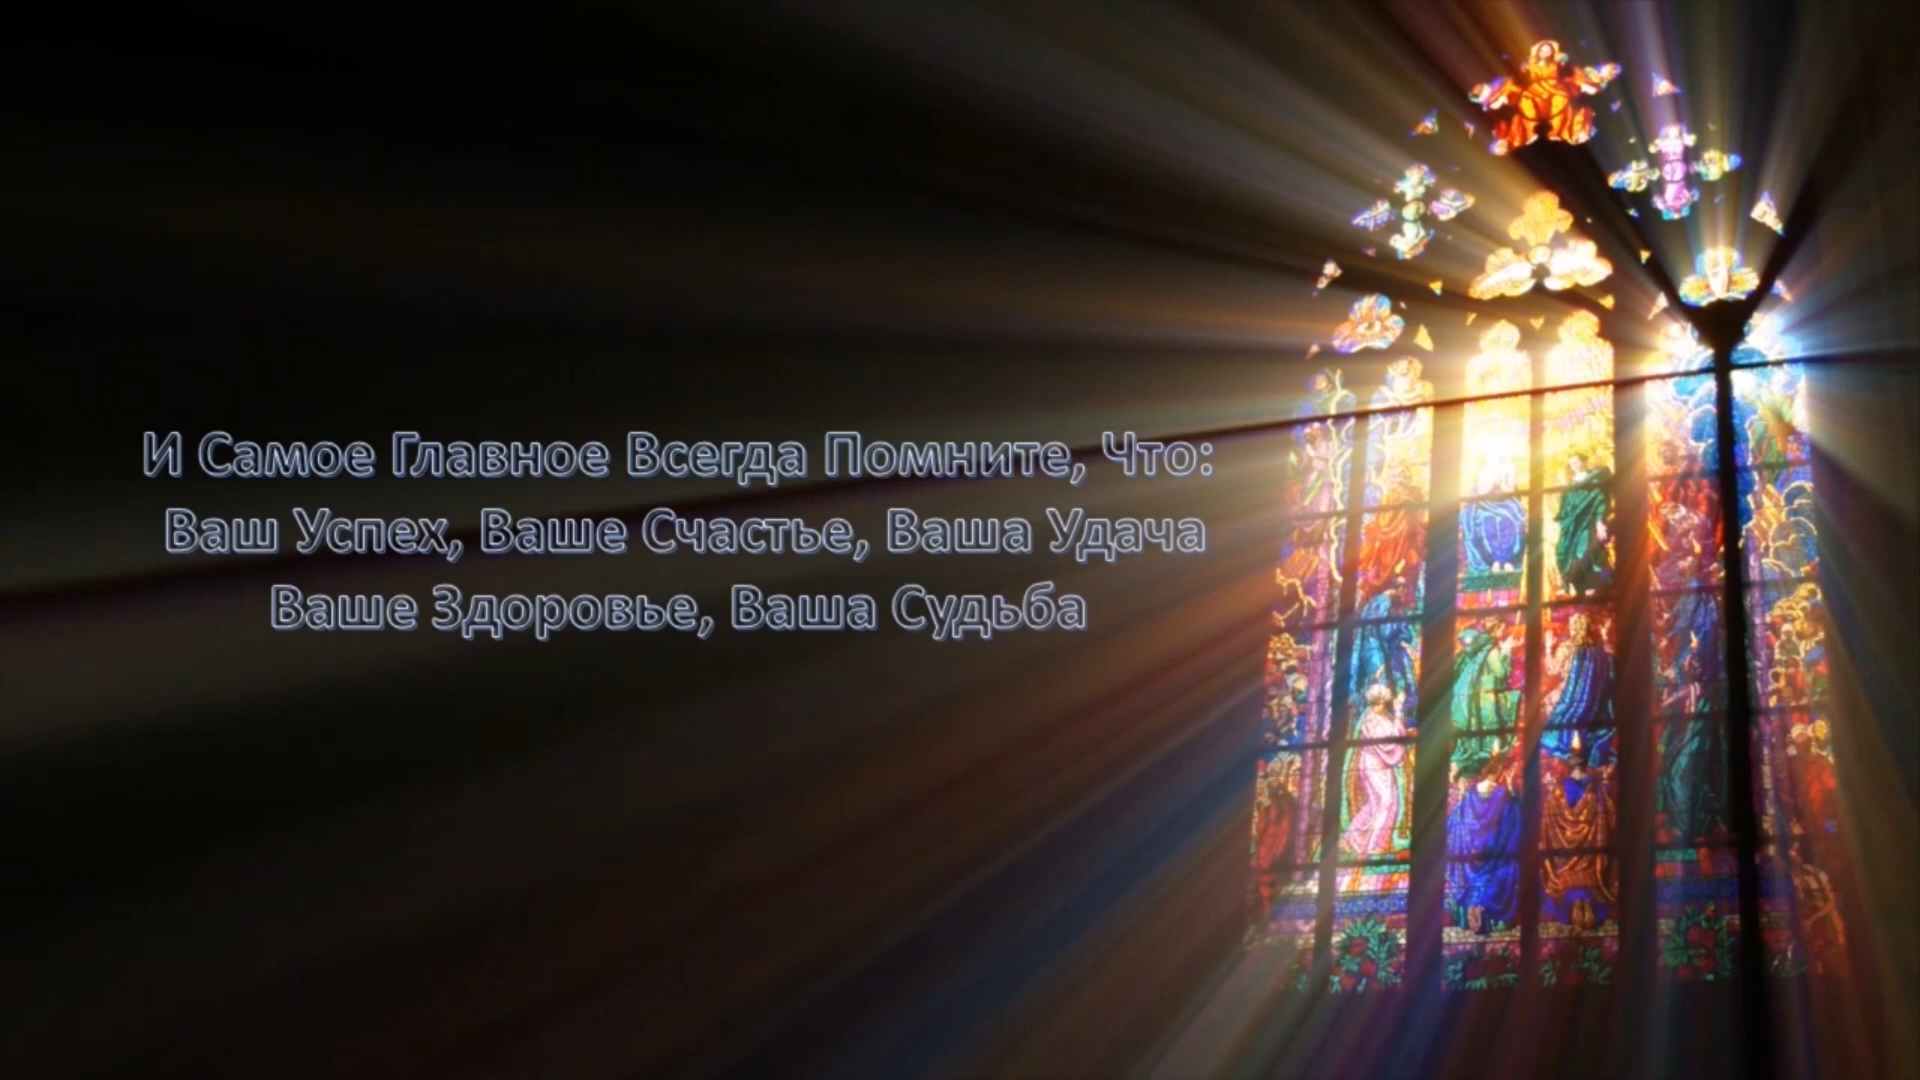 И Самое Главное Всегда Помните, Что:
Ваш Успех, Ваше Счастье, Ваша Удача
Ваше Здоровье, Ваша Судьба